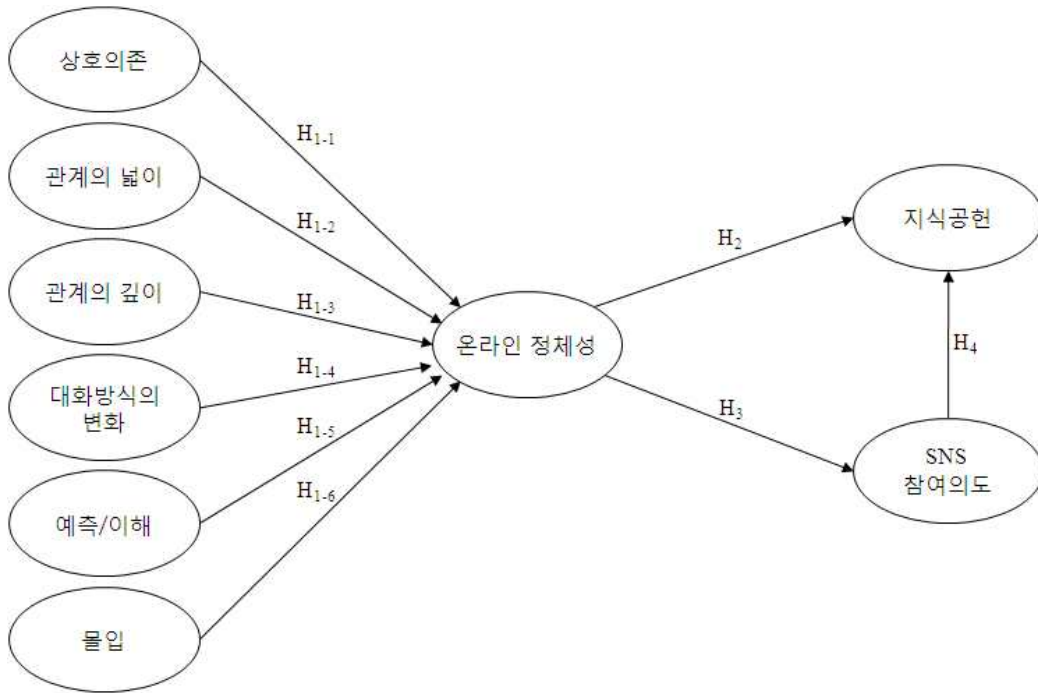 상호의존
H1-1
관계의 넓이
H1-2
관계의 깊이
H1-3
대화방식의
변화
H1-4
예측/이해
H1-5
몰입
H1-6
온라인 정체성
H2
지식공헌
H3
H4
SNS
참여의도